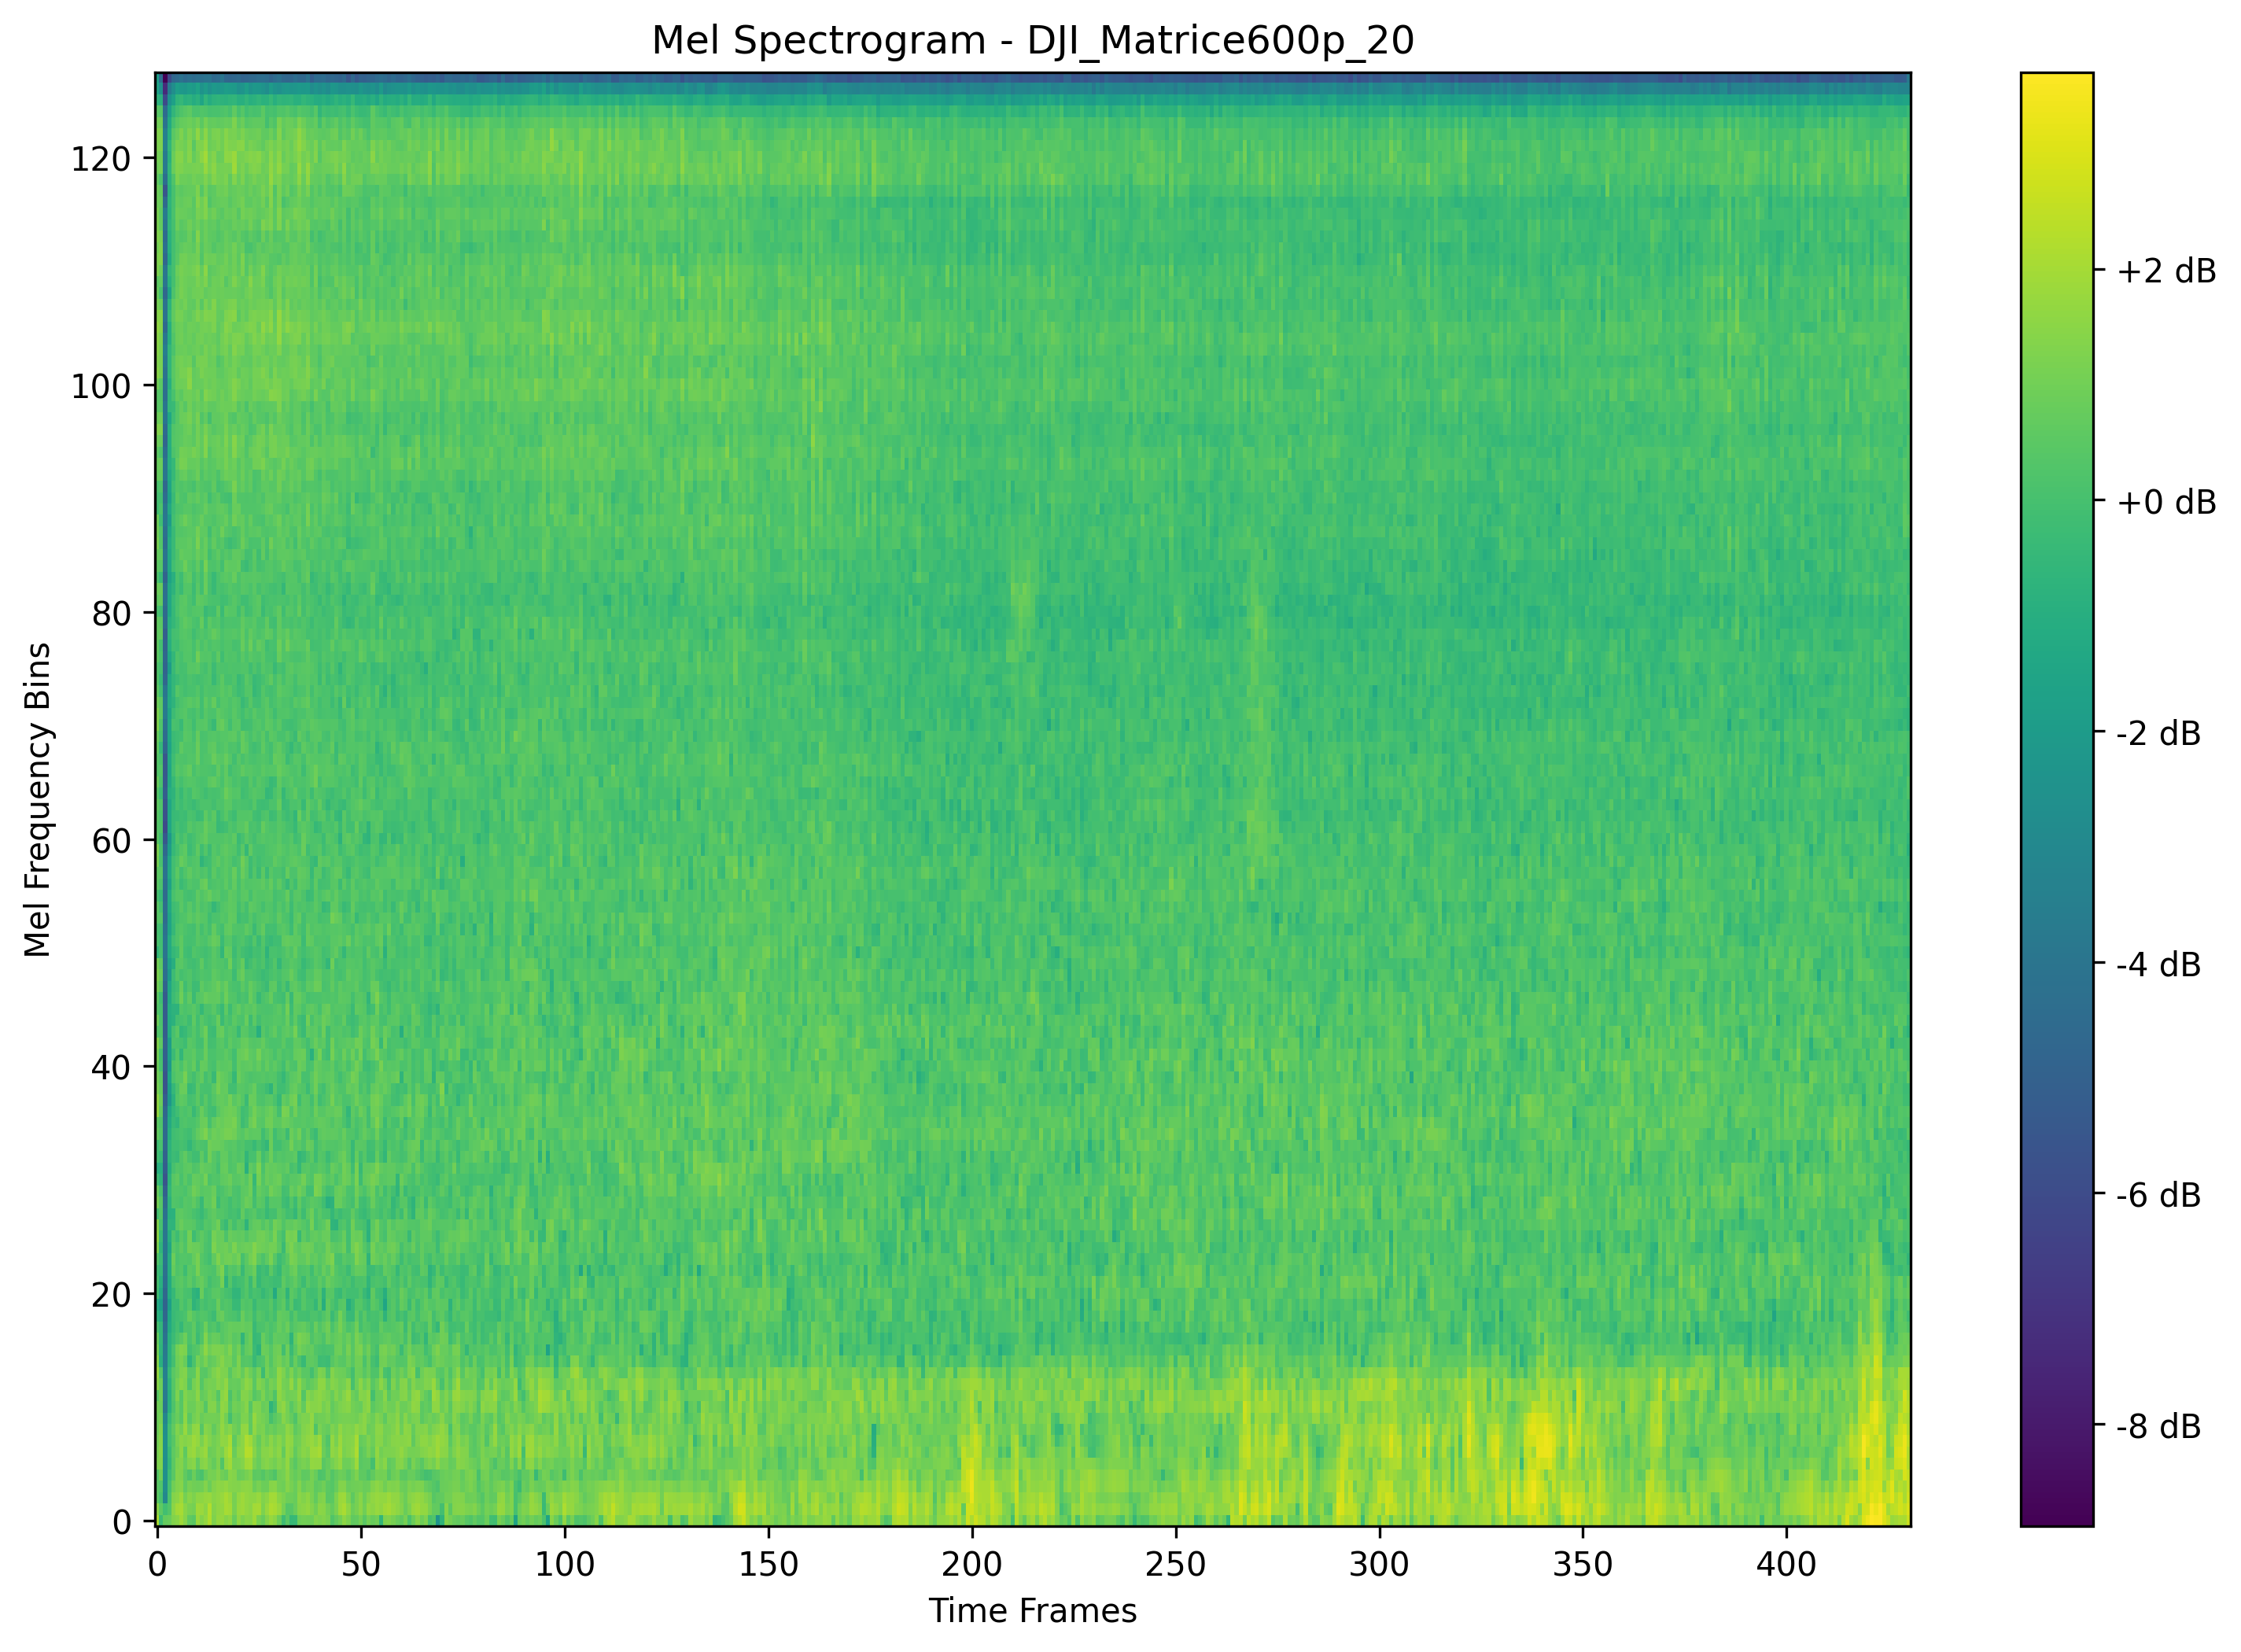 Mel Spectrogram - DJI_Matrice600p_20
120
100
80
60
40
20
0
Mel Frequency Bins
0 50 100 150 200 250 300 350 400
Time Frames
+2 dB
+0 dB
-2 dB
-4 dB
-6 dB
-8 dB